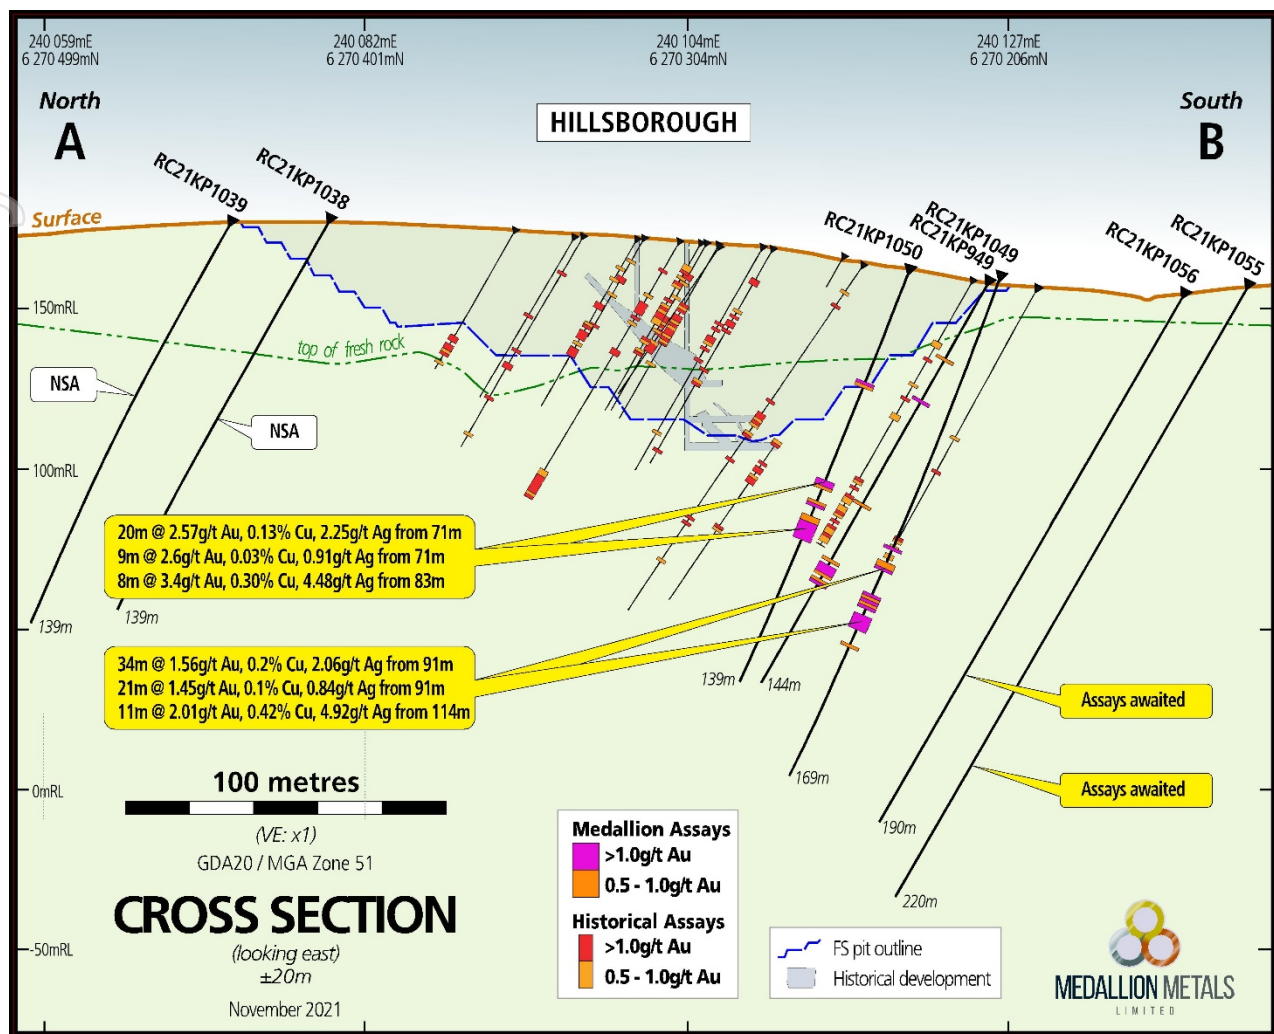 240 059mE
6 270 499mN
240 082mE
6 270 401mN
240 104mE
6 270 304mN
240 127mE
6 270 206mN
North
A
South
B
HILLSBOROUGH
RC21KP1039
RC21KP1038
RC21KP1050
RC21KP1049
RC21KP949
RC21KP1056
RC21KP1055
Surface
150mRL
top of fresh rock
NSA
NSA
100mRL
20m @ 2.57g/t Au, 0.13% Cu, 2.25g/t Ag from 71m
9m @ 2.6g/t Au, 0.03% Cu, 0.91g/t Ag from 71m
8m @ 3.4g/t Au, 0.30% Cu, 4.48g/t Ag from 83m
139m
139m
34m @ 1.56g/t Au, 0.2% Cu, 2.06g/t Ag from 91m
21m @ 1.45g/t Au, 0.1% Cu, 0.84g/t Ag from 91m
11m @ 2.01g/t Au, 0.42% Cu, 4.92g/t Ag from 114m
139m
144m
Assays awaited
169m
Assays awaited
190m
220m
0mRL
100 metres
(VE: x1)
GDA20 / MGA Zone 51
CROSS SECTION
(looking east)
±20m
November 2021
-50mRL
Medallion Assays
>1.0g/t Au
0.5 - 1.0g/t Au
Historical Assays
>1.0g/t Au
0.5 - 1.0g/t Au
FS pit outline
Historical development
MEDALLION METALS
LIMITED